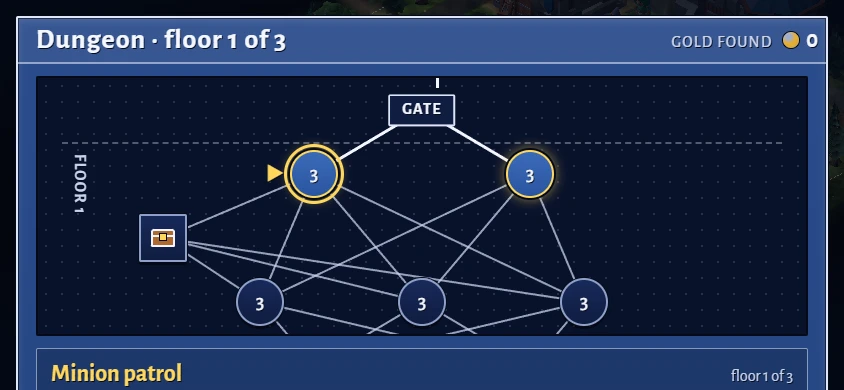 Dungeon · floor 1 of 3
GOLD FOUND 0
GATE
FLOOR 1
3
3
3
3
3
Minion patrol
floor 1 of 3